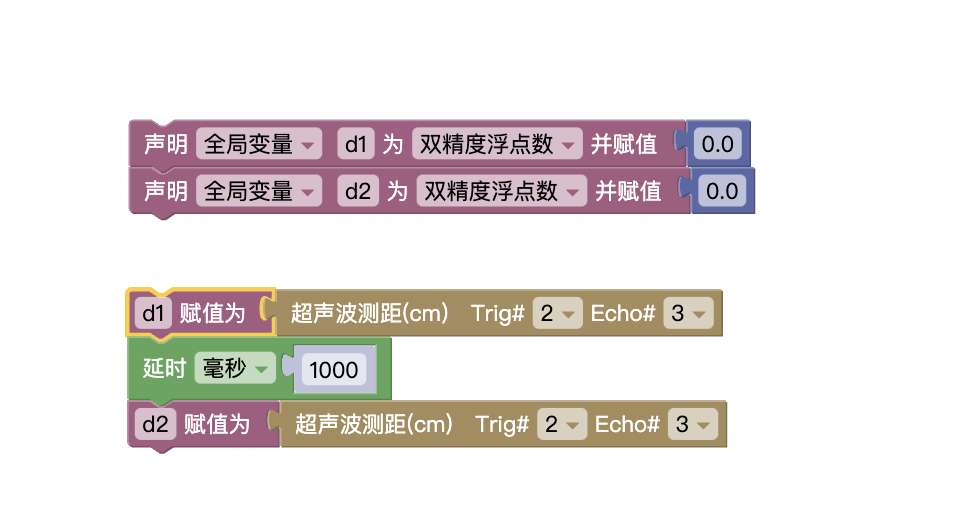 声明 全局变量 d1 为 双精度浮点数 并赋值 0.0
声明 全局变量 d2 为 双精度浮点数 并赋值 0.0
d1 赋值为 超声波测距(cm) Trig# 2 Echo# 3
延时 毫秒 1000
d2 赋值为 超声波测距(cm) Trig# 2 Echo# 3